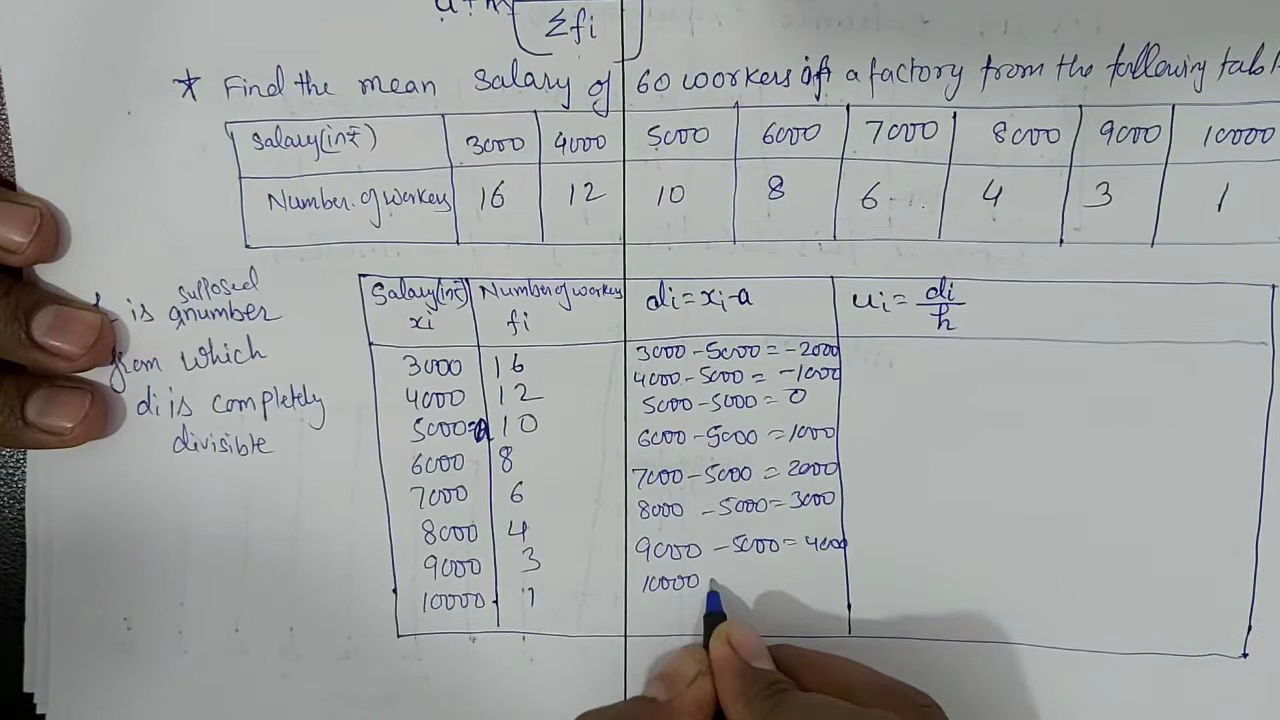 Σfi
* Find the mean salary of 60 workers of a factory from the following
Salary(in₹) 3000 4000 5000 6000 7000 8000 9000 10000
Number of workers 16 12 10 8 6 4 3 1
supposed
is a number
from which
di is completely
divisible
Salary(in₹) xi Number of workers fi di = xi - a ui = di/h
3000 16 3000 - 5000 = -2000
4000 12 4000 - 5000 = -1000
5000=a 10 5000 - 5000 = 0
6000 8 6000 - 5000 = 1000
7000 6 7000 - 5000 = 2000
8000 4 8000 - 5000 = 3000
9000 3 9000 - 5000 = 4000
10000 1 10000